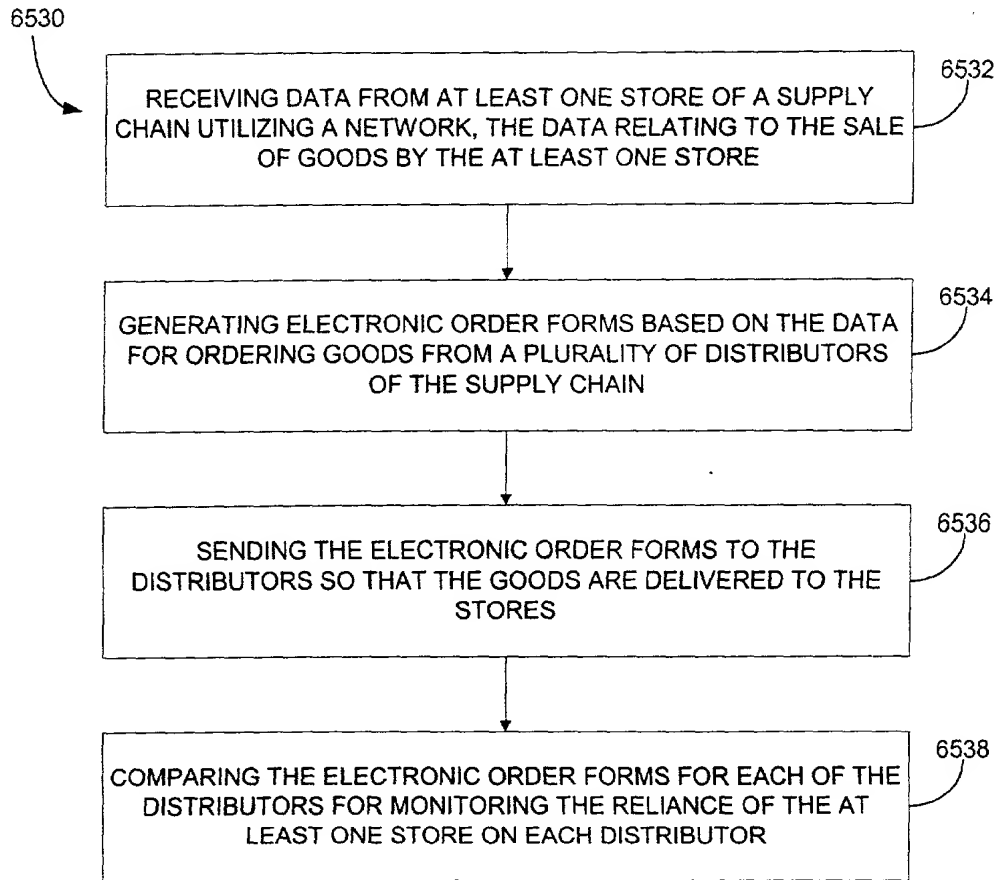 6530
6532
RECEIVING DATA FROM AT LEAST ONE STORE OF A SUPPLY
CHAIN UTILIZING A NETWORK, THE DATA RELATING TO THE SALE
OF GOODS BY THE AT LEAST ONE STORE
6534
GENERATING ELECTRONIC ORDER FORMS BASED ON THE DATA
FOR ORDERING GOODS FROM A PLURALITY OF DISTRIBUTORS
OF THE SUPPLY CHAIN
6536
SENDING THE ELECTRONIC ORDER FORMS TO THE
DISTRIBUTORS SO THAT THE GOODS ARE DELIVERED TO THE
STORES
6538
COMPARING THE ELECTRONIC ORDER FORMS FOR EACH OF THE
DISTRIBUTORS FOR MONITORING THE RELIANCE OF THE AT
LEAST ONE STORE ON EACH DISTRIBUTOR